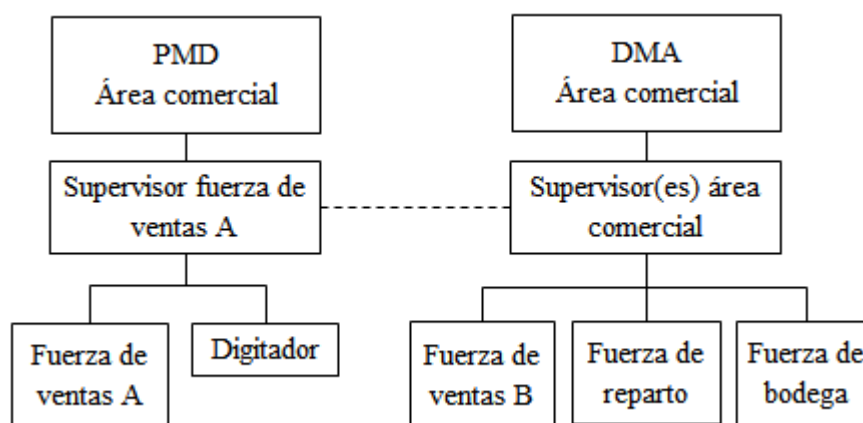 PMD
Área comercial
DMA
Área comercial
Supervisor fuerza de
ventas A
Supervisor(es) área
comercial
Fuerza de
ventas A
Digitador
Fuerza de
ventas B
Fuerza de
reparto
Fuerza de
bodega